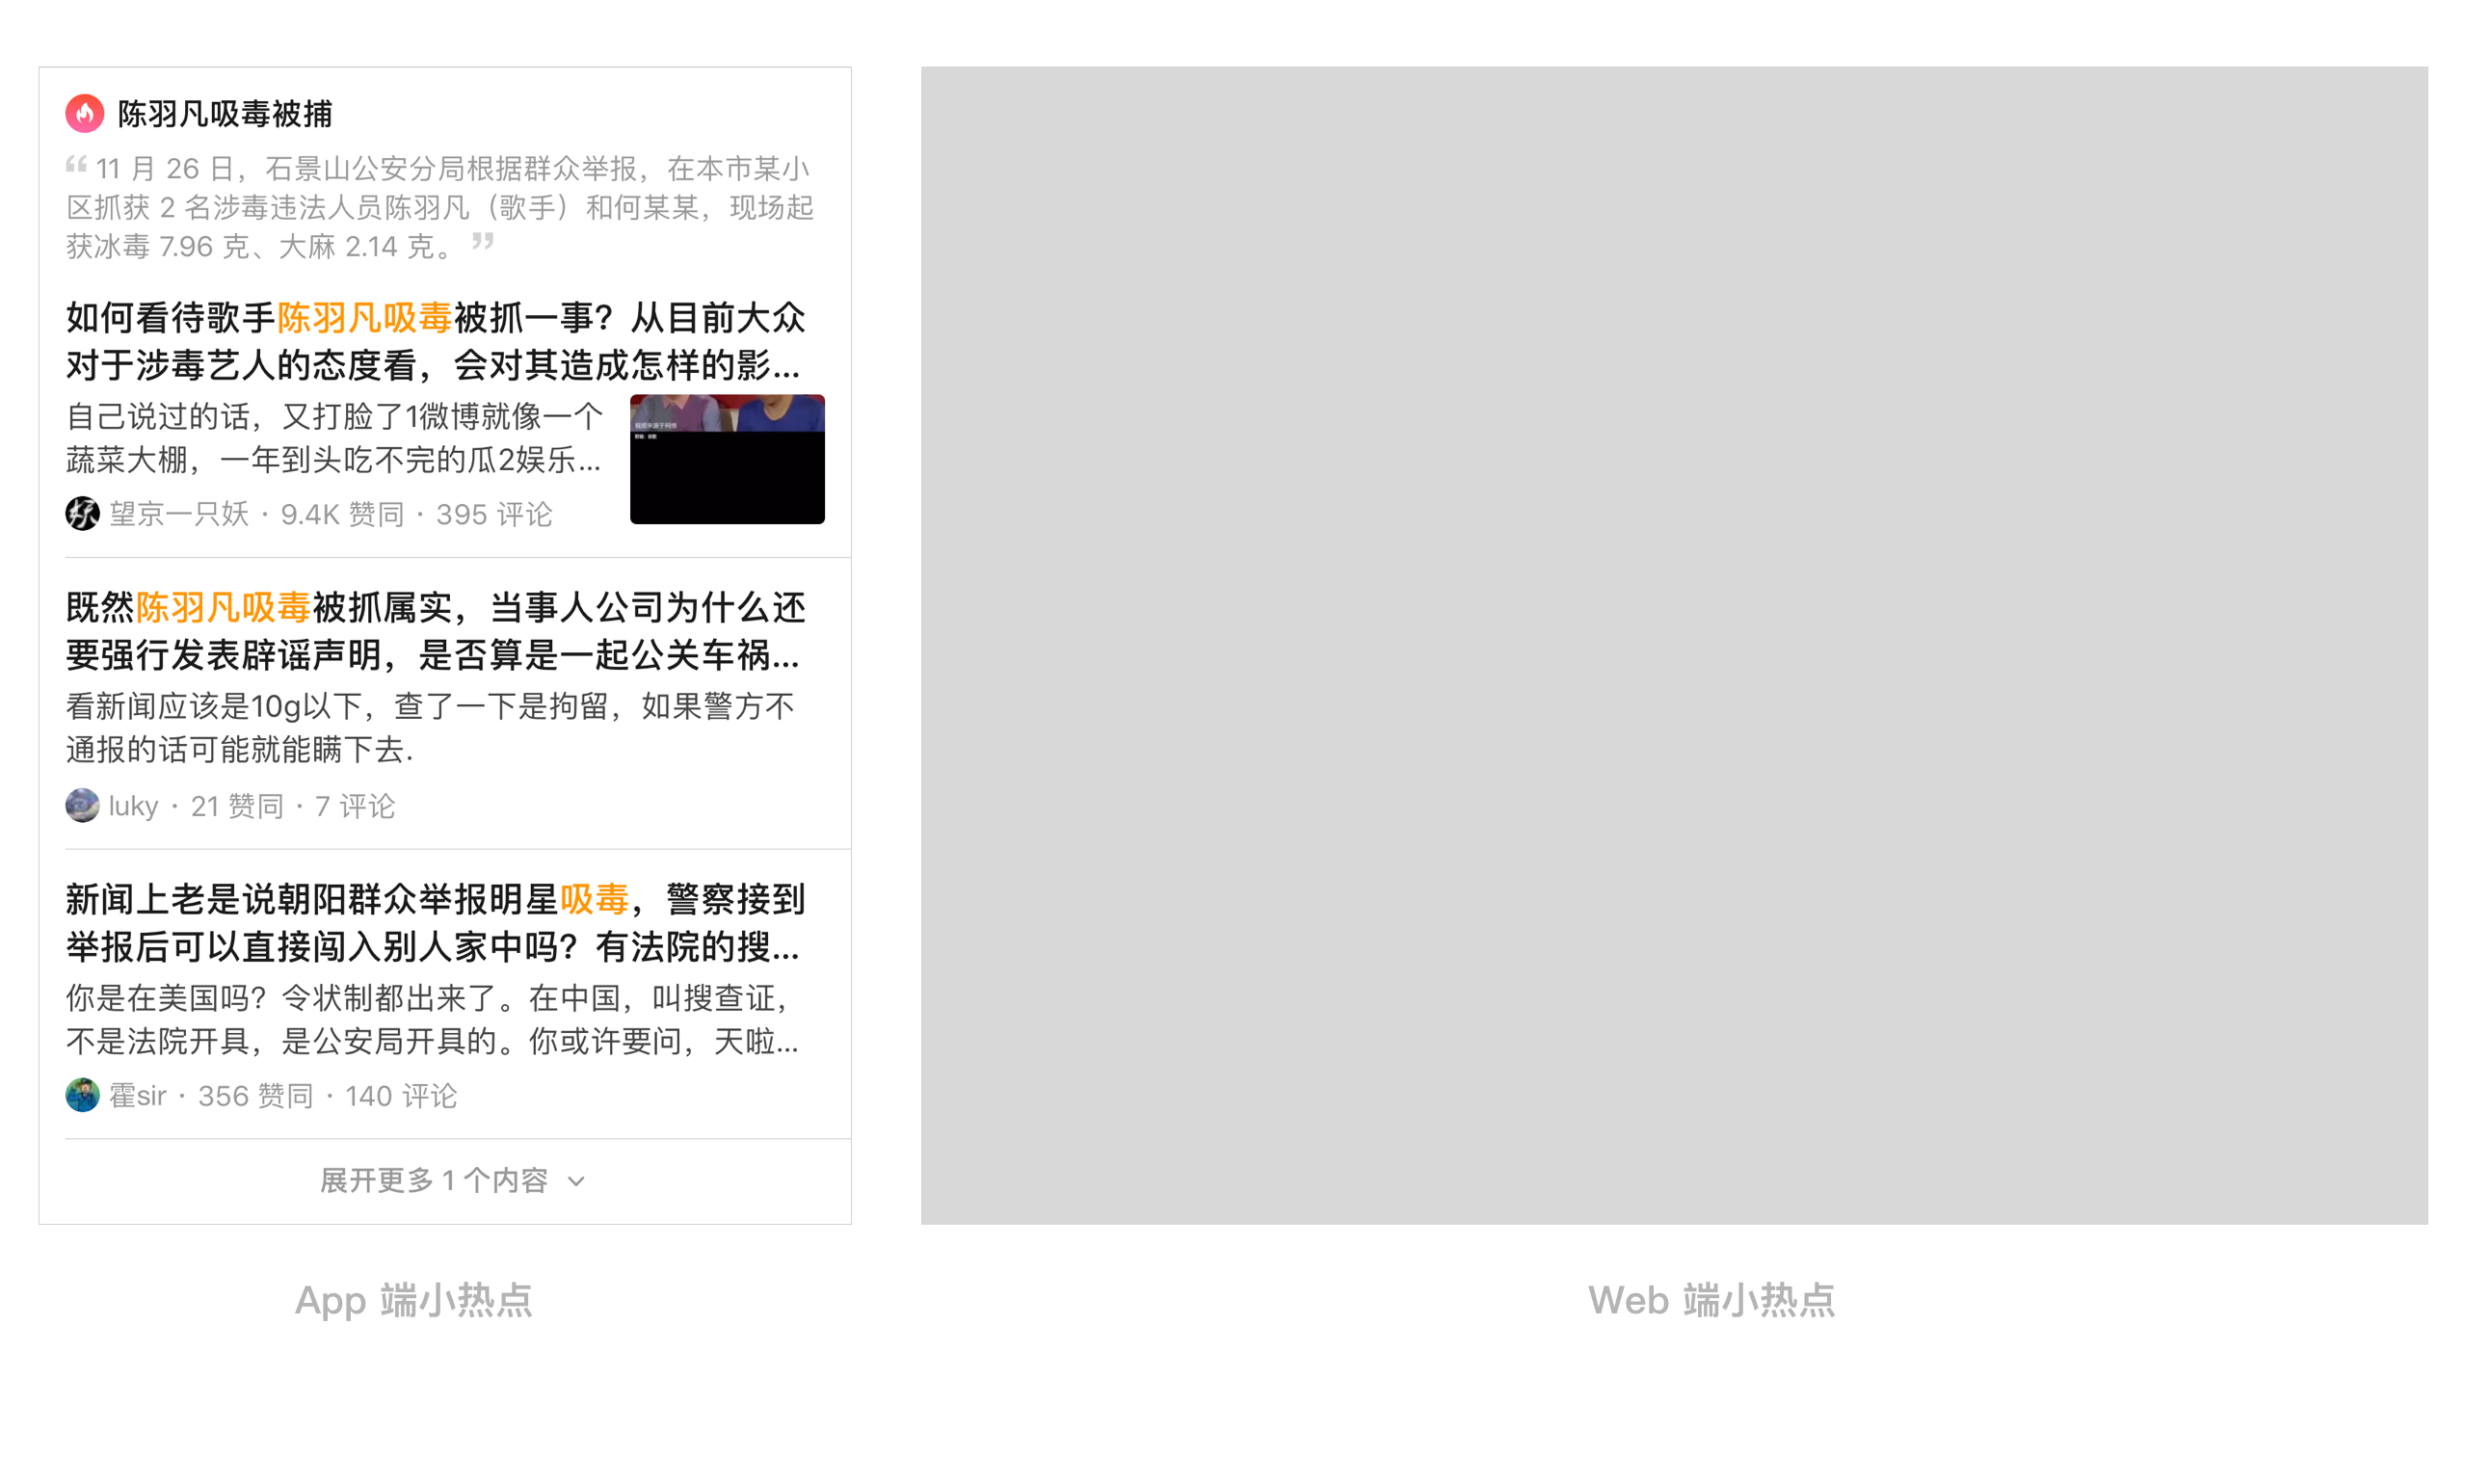 陈羽凡吸毒被捕
“ 11 月 26 日，石景山公安分局根据群众举报，在本市某小
区抓获 2 名涉毒违法人员陈羽凡（歌手）和何某某，现场起
获冰毒 7.96 克、大麻 2.14 克。 ”
如何看待歌手陈羽凡吸毒被抓一事？从目前大众
对于涉毒艺人的态度看，会对其造成怎样的影...
自己说过的话，又打脸了1微博就像一个
蔬菜大棚，一年到头吃不完的瓜2娱乐...
视频来源于网络
妖 望京一只妖 · 9.4K 赞同 · 395 评论
既然陈羽凡吸毒被抓属实，当事人公司为什么还
要强行发表辟谣声明，是否算是一起公关车祸...
看新闻应该是10g以下，查了一下是拘留，如果警方不
通报的话可能就能瞒下去.
luky · 21 赞同 · 7 评论
新闻上老是说朝阳群众举报明星吸毒，警察接到
举报后可以直接闯入别人家中吗？有法院的搜...
你是在美国吗？令状制都出来了。在中国，叫搜查证，
不是法院开具，是公安局开具的。你或许要问，天啦...
霍sir · 356 赞同 · 140 评论
展开更多 1 个内容
App 端小热点
Web 端小热点